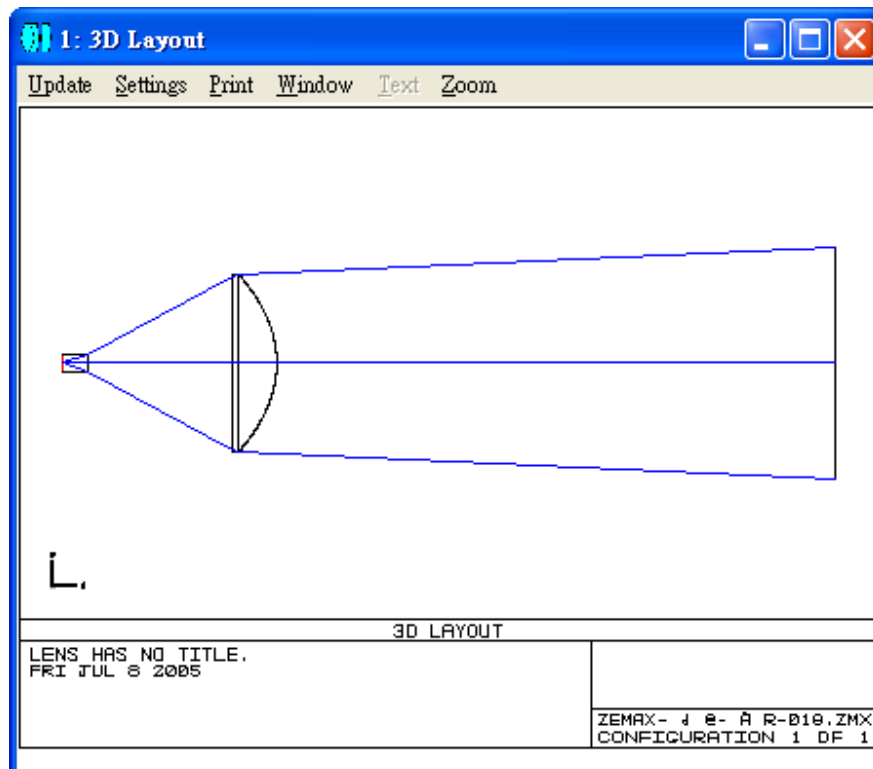 1: 3D Layout
Update Settings Print Window Text Zoom
3D LAYOUT
LENS HAS NO TITLE.
FRI JUL 8 2005
ZEMAX- R-010.ZMX
CONFIGURATION 1 OF 1